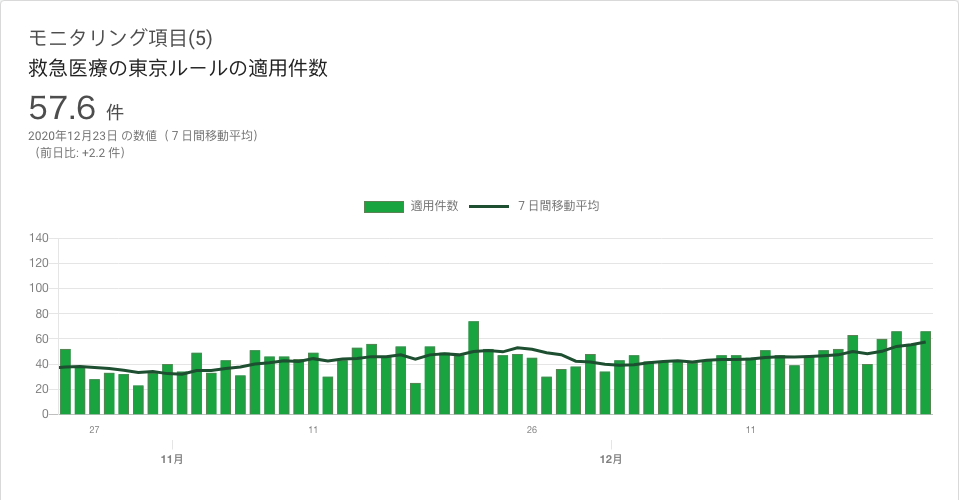 モニタリング項目(5)
救急医療の東京ルールの適用件数
57.6 件
2020年12月23日 の数値（７日間移動平均）
（前日比: +2.2 件）
適用件数 ７日間移動平均
140
120
100
80
60
40
20
0
27 11 26 11
11月 12月